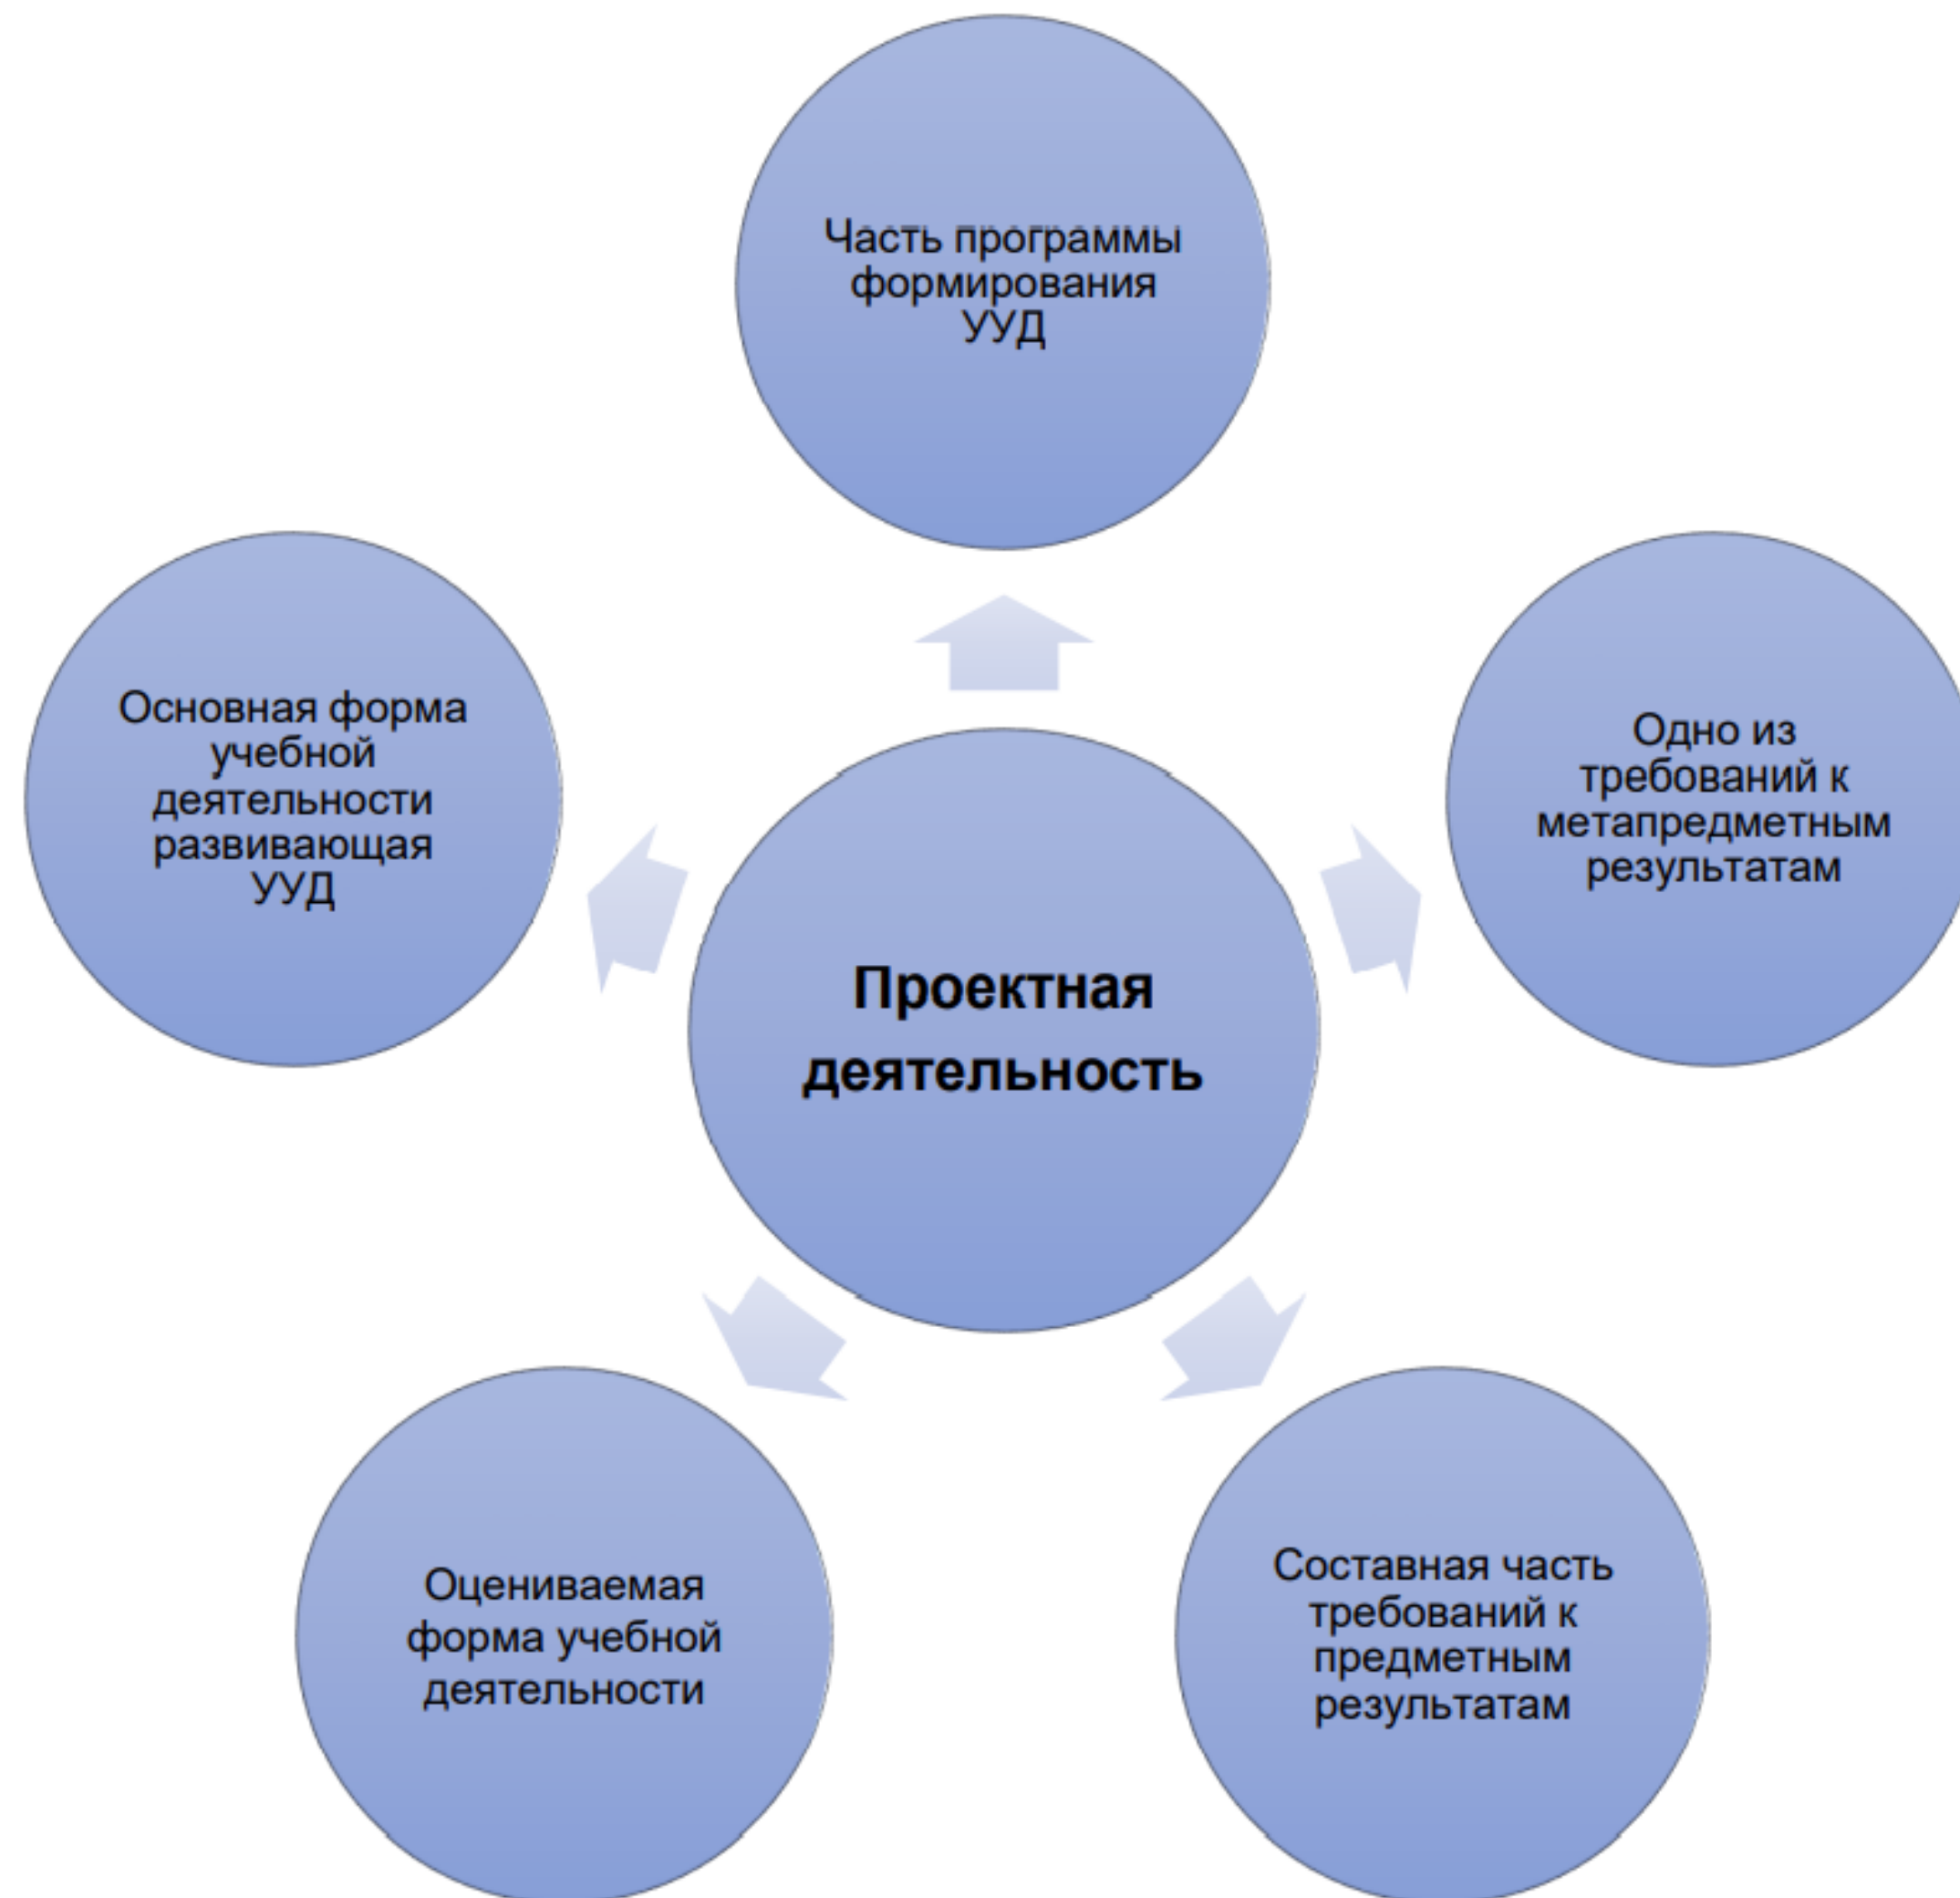 Часть программы
формирования
УУД
Основная форма
учебной
деятельности
развивающая
УУД
Одно из
требований к
метапредметным
результатам
Проектная
деятельность
Оцениваемая
форма учебной
деятельности
Составная часть
требований к
предметным
результатам